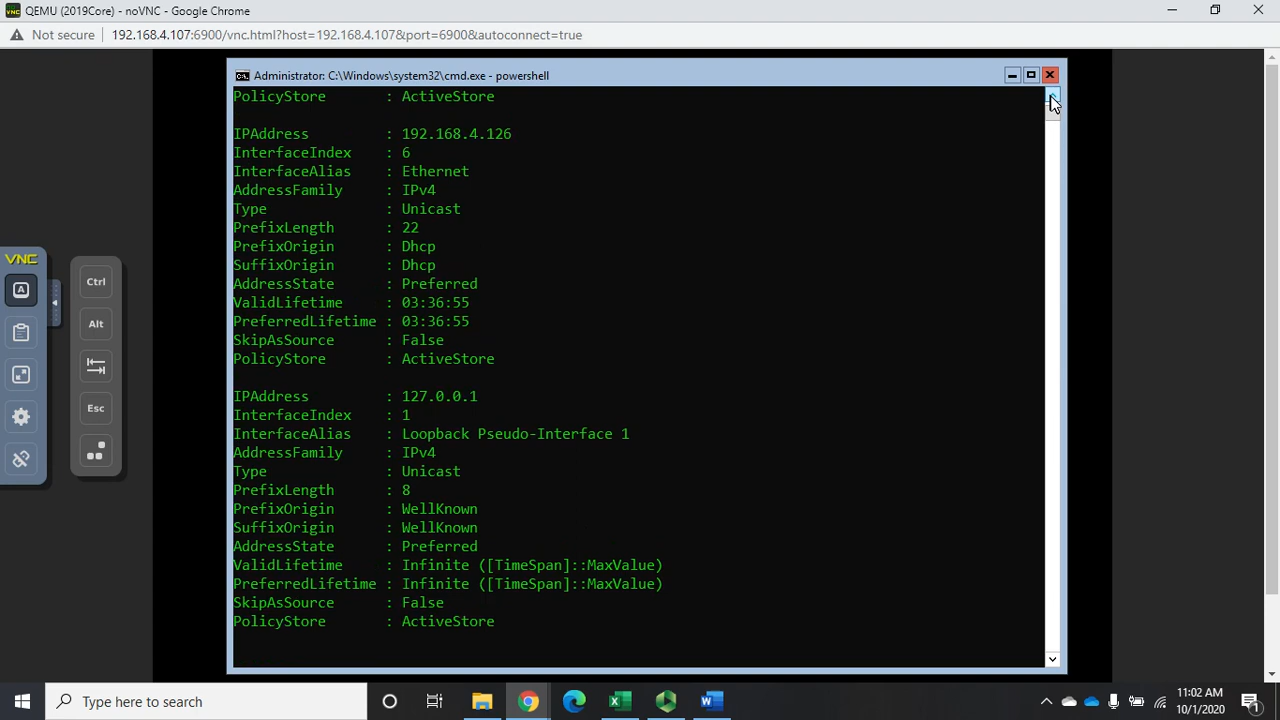 QEMU (2019Core) - noVNC - Google Chrome
Not secure 192.168.4.107:6900/vnc.html?host=192.168.4.107&port=6900&autoconnect=true
Administrator: C:\Windows\system32\cmd.exe - powershell
PolicyStore : ActiveStore
IPAddress : 192.168.4.126
InterfaceIndex : 6
InterfaceAlias : Ethernet
AddressFamily : IPv4
Type : Unicast
PrefixLength : 22
PrefixOrigin : Dhcp
SuffixOrigin : Dhcp
AddressState : Preferred
ValidLifetime : 03:36:55
PreferredLifetime : 03:36:55
SkipAsSource : False
PolicyStore : ActiveStore
IPAddress : 127.0.0.1
InterfaceIndex : 1
InterfaceAlias : Loopback Pseudo-Interface 1
AddressFamily : IPv4
Type : Unicast
PrefixLength : 8
PrefixOrigin : WellKnown
SuffixOrigin : WellKnown
AddressState : Preferred
ValidLifetime : Infinite ([TimeSpan]::MaxValue)
PreferredLifetime : Infinite ([TimeSpan]::MaxValue)
SkipAsSource : False
PolicyStore : ActiveStore
VNC
A
Ctrl
Alt
Esc
Type here to search
11:02 AM
10/1/2020
1